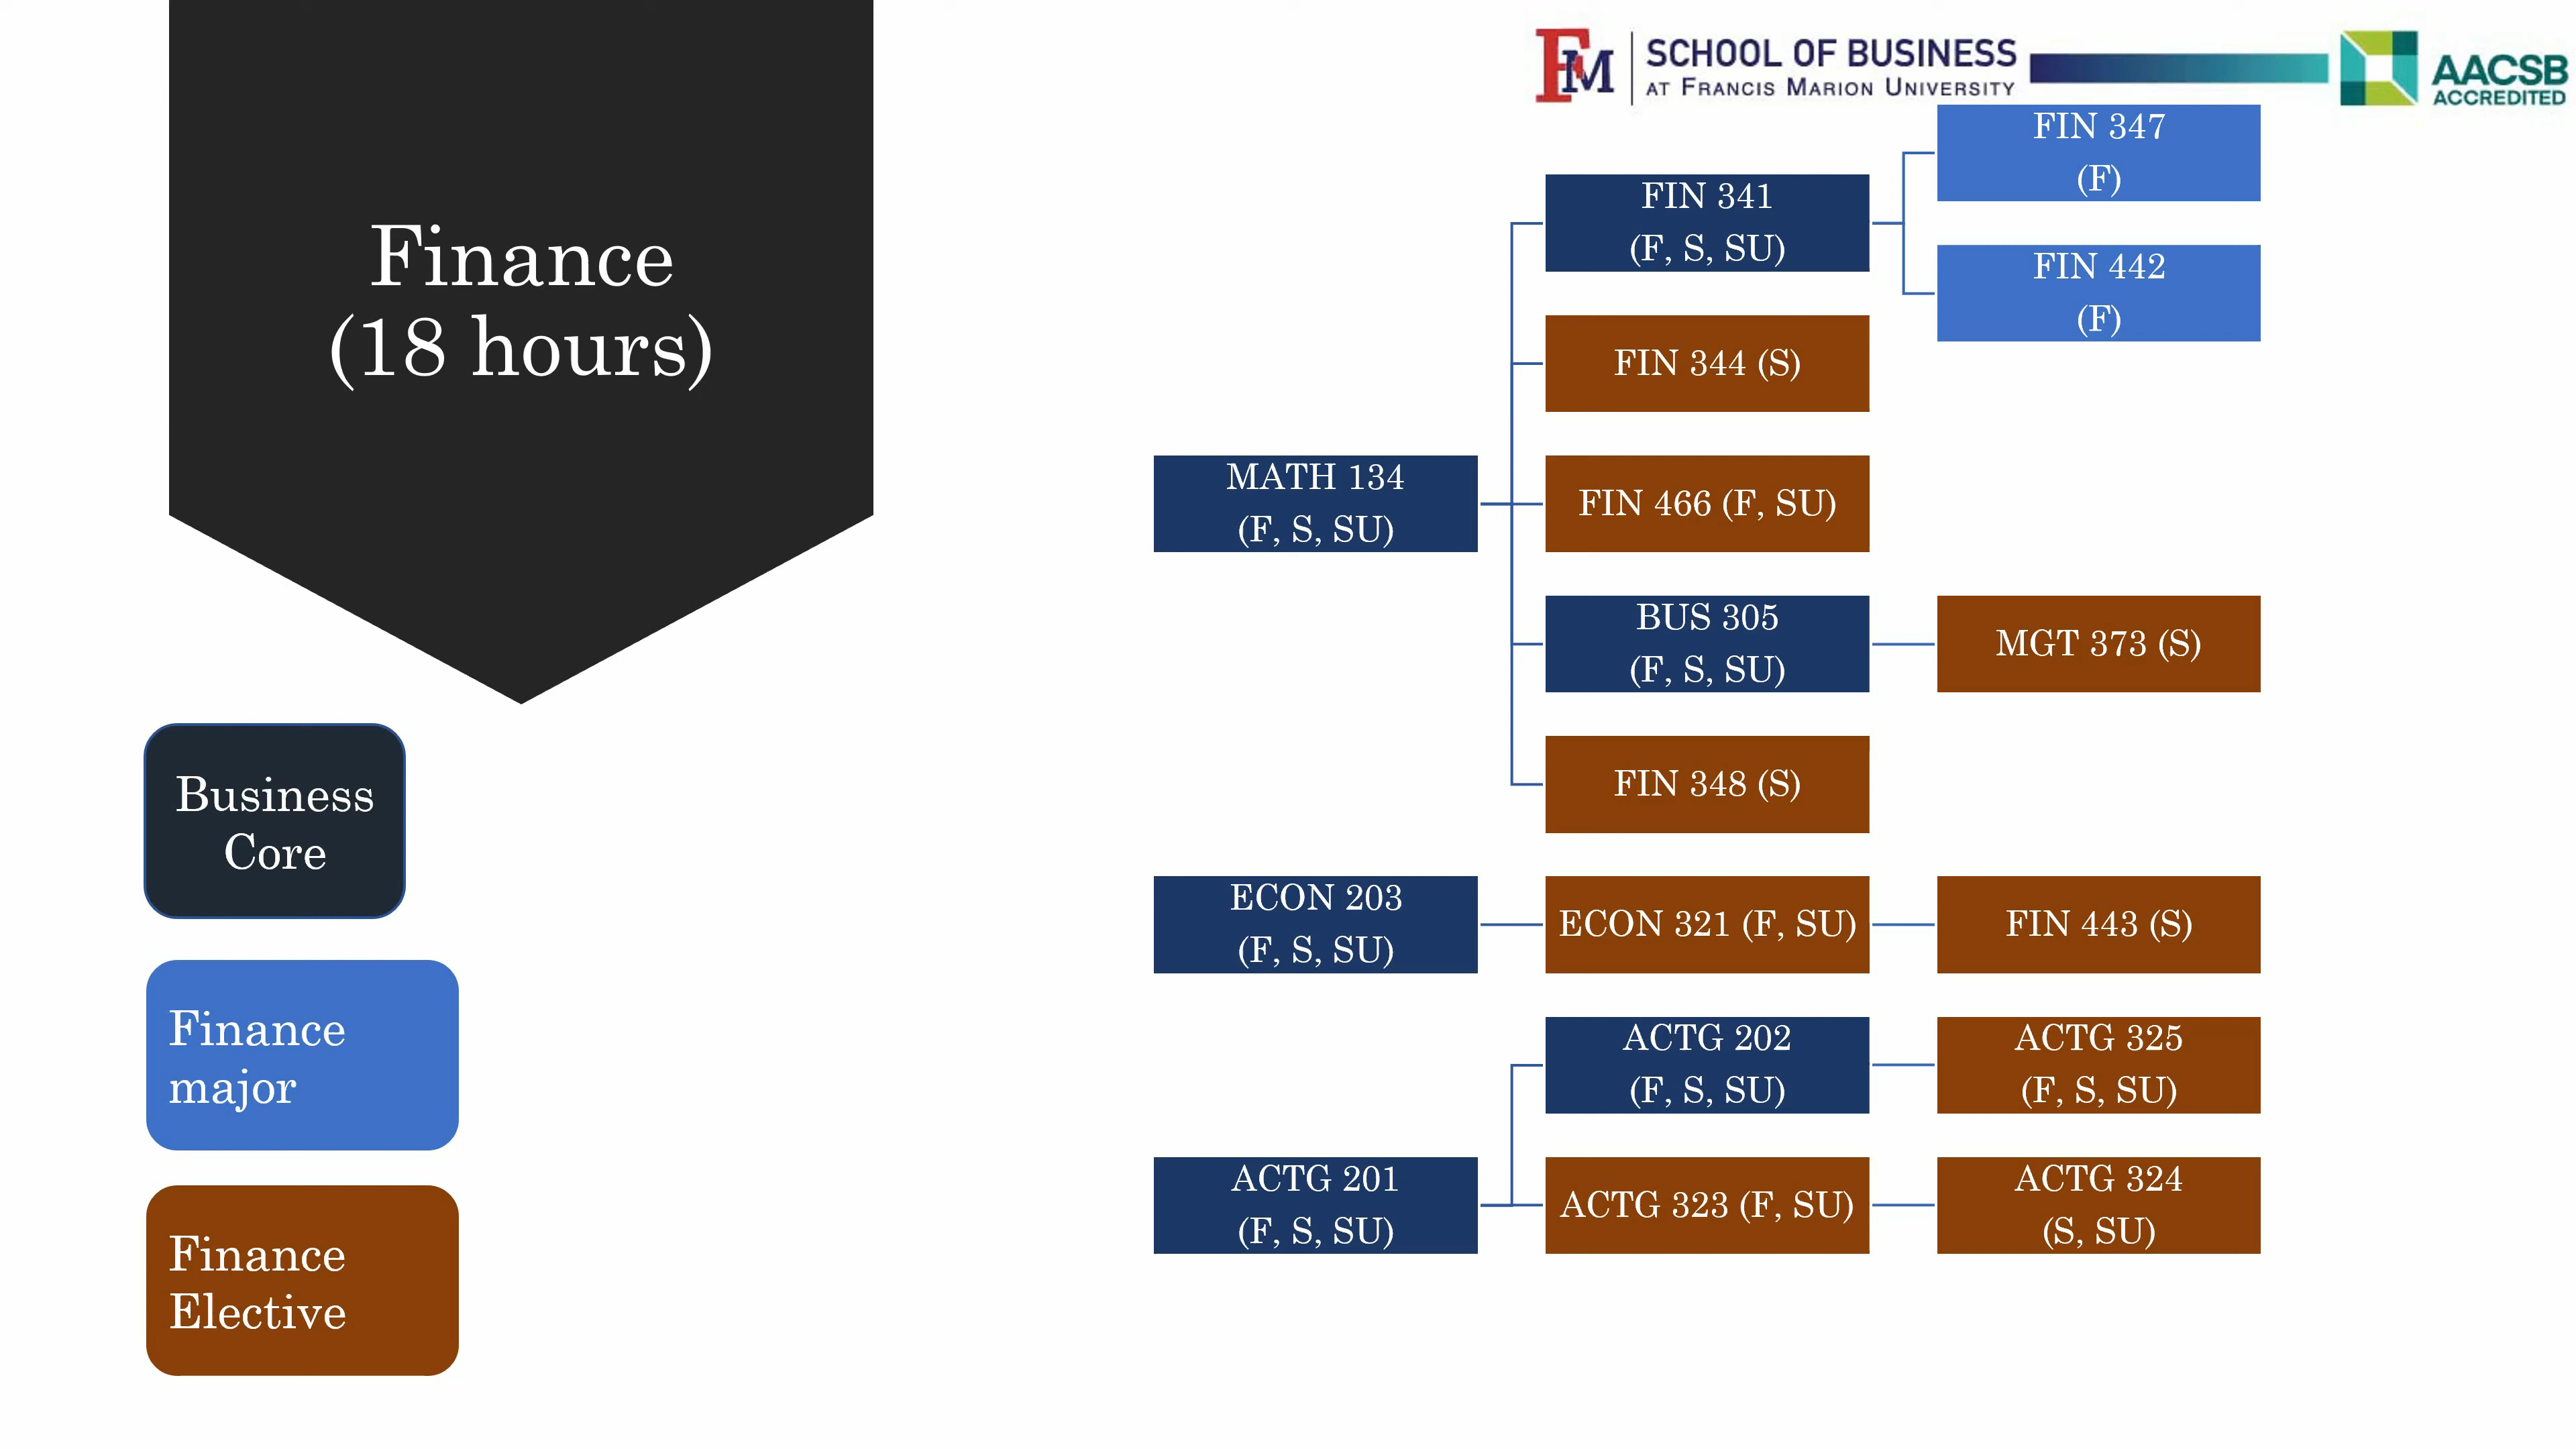 Finance
(18 hours)
FM
SCHOOL OF BUSINESS
AT FRANCIS MARION UNIVERSITY
AACSB
ACCREDITED
FIN 347
(F)
FIN 341
(F, S, SU)
FIN 442
(F)
FIN 344 (S)
MATH 134
(F, S, SU)
FIN 466 (F, SU)
BUS 305
(F, S, SU)
MGT 373 (S)
FIN 348 (S)
ECON 203
(F, S, SU)
ECON 321 (F, SU)
FIN 443 (S)
ACTG 202
(F, S, SU)
ACTG 325
(F, S, SU)
ACTG 201
(F, S, SU)
ACTG 323 (F, SU)
ACTG 324
(S, SU)
Business
Core
Finance
major
Finance
Elective